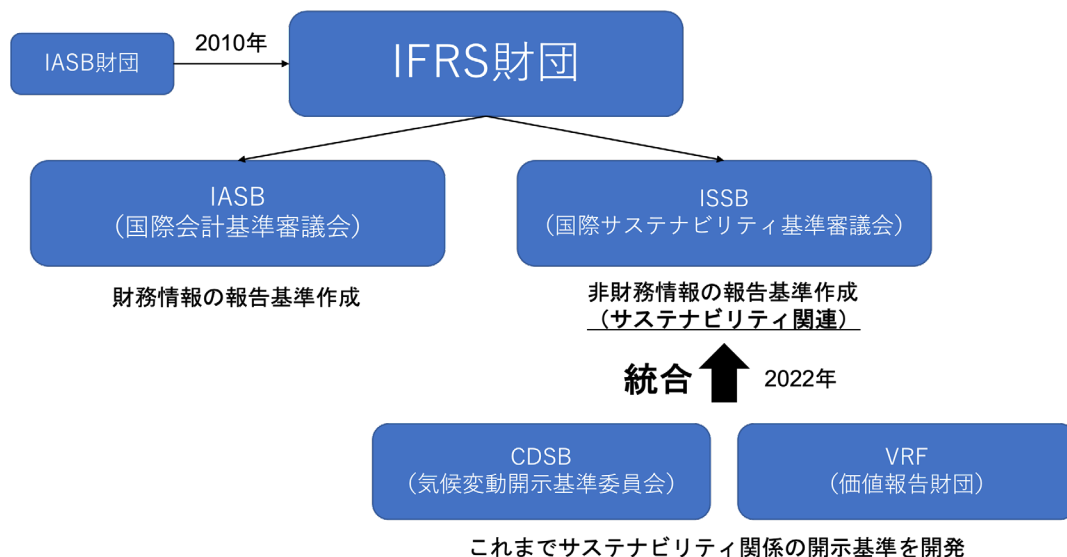 IASB財団
2010年
IFRS財団
IASB
（国際会計基準審議会）
財務情報の報告基準作成
ISSB
（国際サステナビリティ基準審議会）
非財務情報の報告基準作成
（サステナビリティ関連）
統合
2022年
CDSB
（気候変動開示基準委員会）
VRF
（価値報告財団）
これまでサステナビリティ関係の開示基準を開発